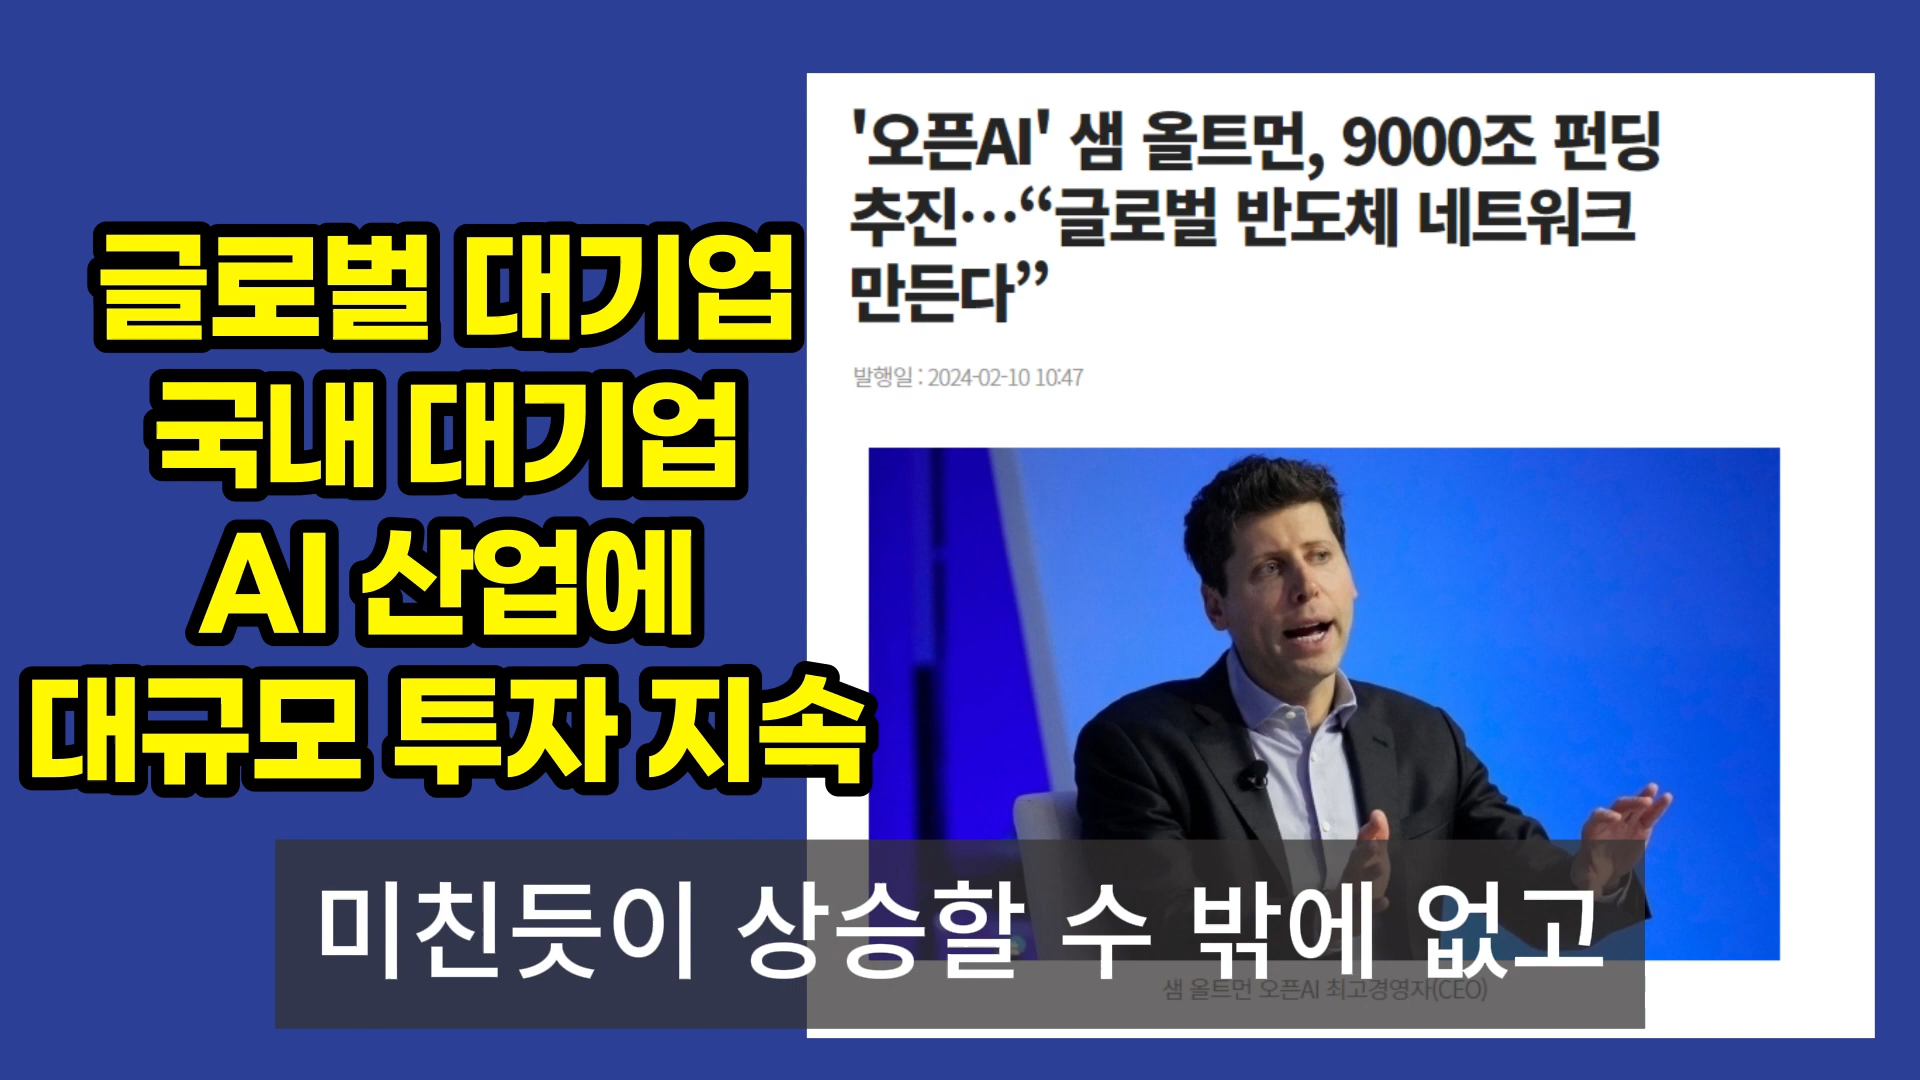 글로벌 대기업
국내 대기업
AI 산업에
대규모 투자 지속
'오픈AI' 샘 올트먼, 9000조 펀딩
추진…“글로벌 반도체 네트워크
만든다”
발행일 : 2024-02-10 10:47
샘 올트먼 오픈AI 최고경영자(CEO)
미친듯이 상승할 수 밖에 없고